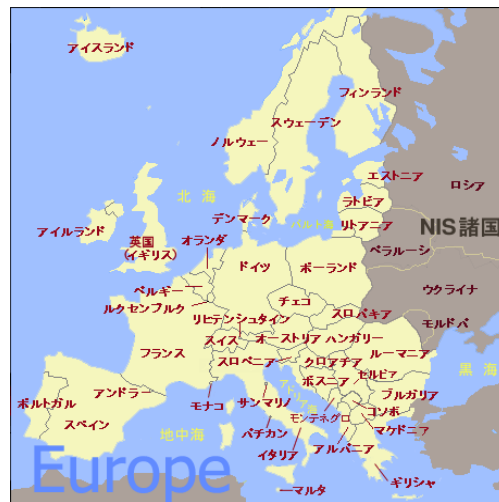 アイスランド
フィンランド
スウェーデン
ノルウェー
エストニア
ロシア
北 海
ラトビア
デンマーク
バルト海
リトアニア
NIS諸国
アイルランド
英国
(イギリス)
オランダ
ベラルーシ
ドイツ
ポーランド
ベルギー
ウクライナ
チェコ
ルクセンブルク
スロバキア
リヒテンシュタイン
モルドバ
スイス
オーストリア
ハンガリー
フランス
スロベニア
クロアチア
ルーマニア
セルビア
黒 海
ボスニア
アンドラー
ブルガリア
アドリア海
ポルトガル
モナコ
サンマリノ
コソボ
モンテネグロ
スペイン
地中海
バチカン
マケドニア
イタリア
アルバニア
Europe
ギリシャ
マルタ